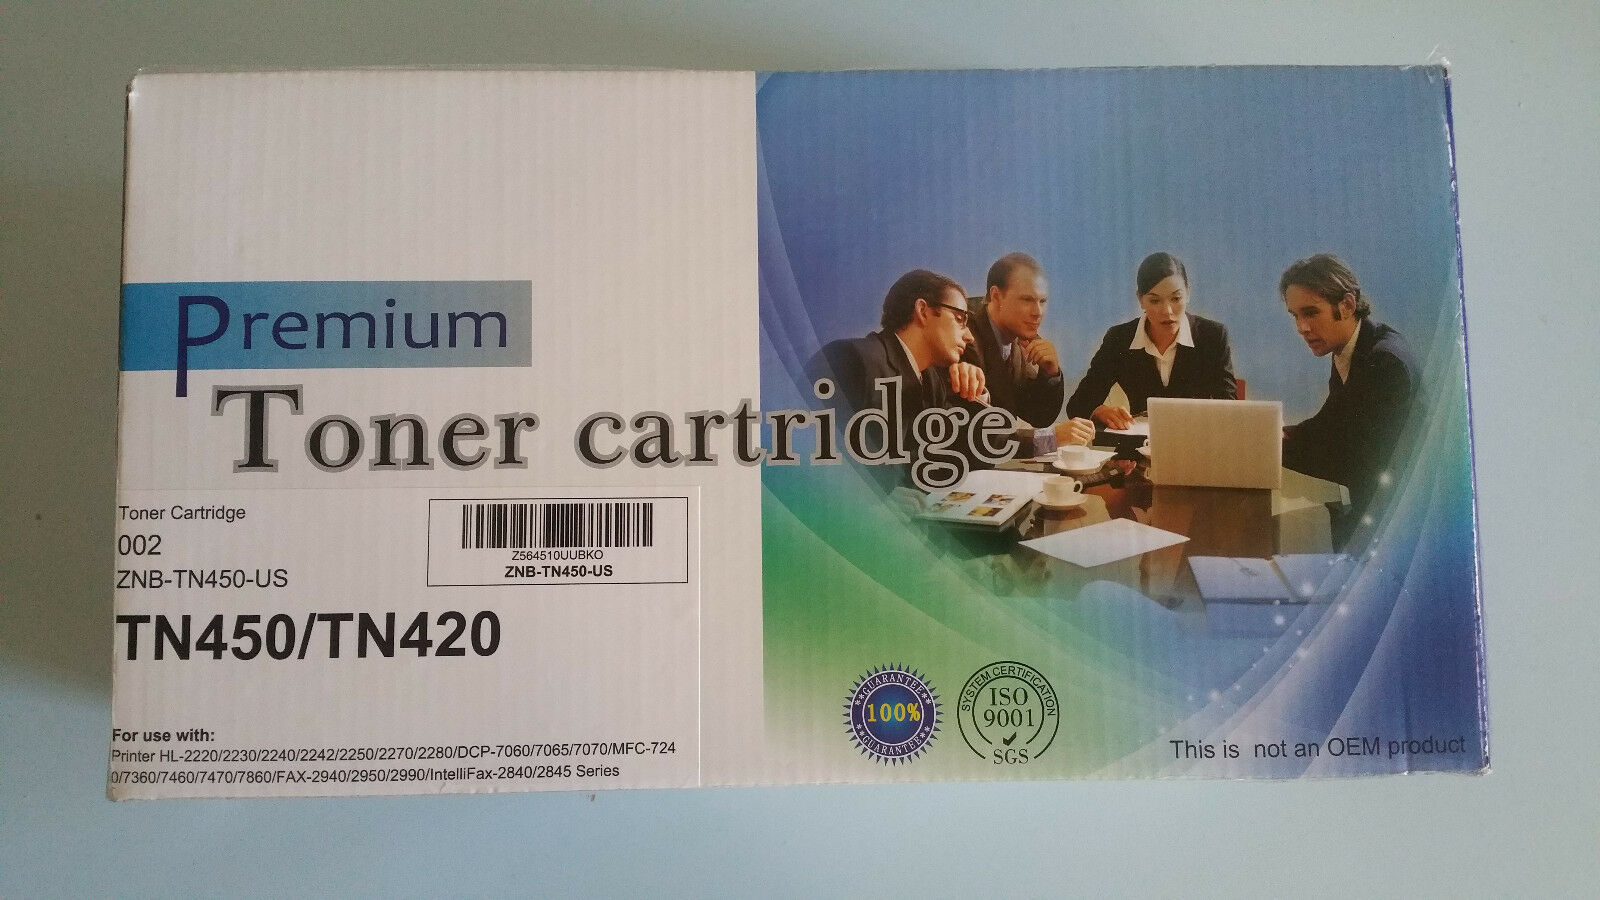 Premium
Toner cartridge
Toner Cartridge
002
ZNB-TN450-US
Z564510UUBKO
ZNB-TN450-US
TN450/TN420
For use with:
Printer HL-2220/2230/2240/2242/2250/2270/2280/DCP-7060/7065/7070/MFC-724
0/7360/7460/7470/7860/FAX-2940/2950/2990/IntelliFax-2840/2845 Series
**GUARANTEE**
100%
**GUARANTEE**
SYSTEM CERTIFICATION
ISO
9001
SGS
This is not an OEM product